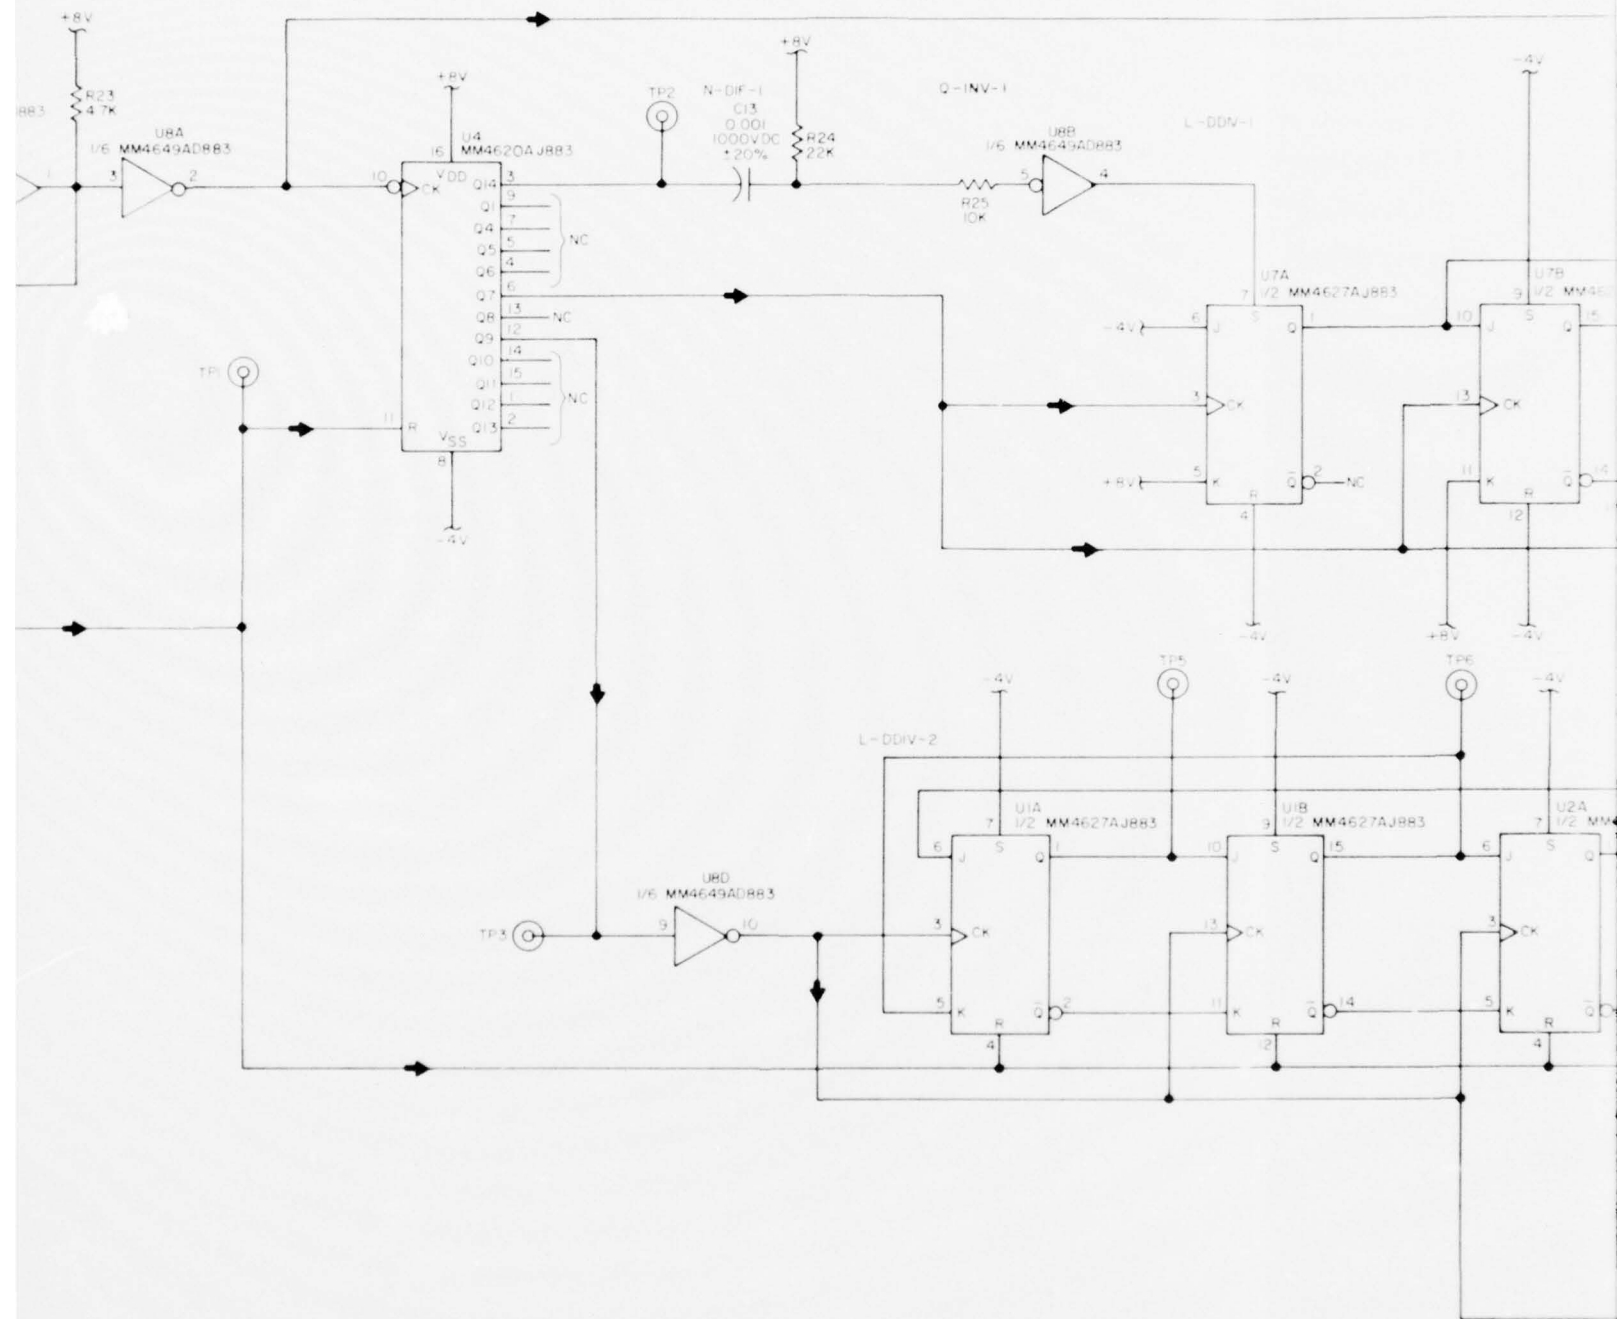 +8V
R23
4.7K
883
1
3
U8A
1/6 MM4649AD883
2
+8V
U4
16 MM4620AJ883
VDD
10
CK
Q14 3
Q1 9
Q4 7
Q5 5
Q6 4
NC
Q7 6
Q8 13
NC
Q9 12
Q10 14
Q11 15
Q12 1
Q13 2
NC
11
R
VSS
8
-4V
TP1
TP2
N-DIF-1
C13
0.001
1000VDC
±20%
+8V
R24
22K
Q-INV-1
R25
10K
U8B
1/6 MM4649AD883
5
4
L-DDIV-1
U7A
7 1/2 MM4627AJ883
S
-4V
6
J
Q
1
3
CK
+8V
5
K
Q
2
NC
R
4
-4V
-4V
U7B
9 1/2 MM462
S
10
J
Q
15
13
CK
11
K
Q
14
R
12
+8V
-4V
TP5
TP6
-4V
-4V
-4V
L-DDIV-2
U1A
7 1/2 MM4627AJ883
S
6
J
Q
1
3
CK
5
K
Q
2
R
4
U1B
9 1/2 MM4627AJ883
S
10
J
Q
15
13
CK
11
K
Q
14
R
12
U2A
7 1/2 MM
S
6
J
Q
3
CK
5
K
Q
R
4
TP3
U8D
1/6 MM4649AD883
9
10